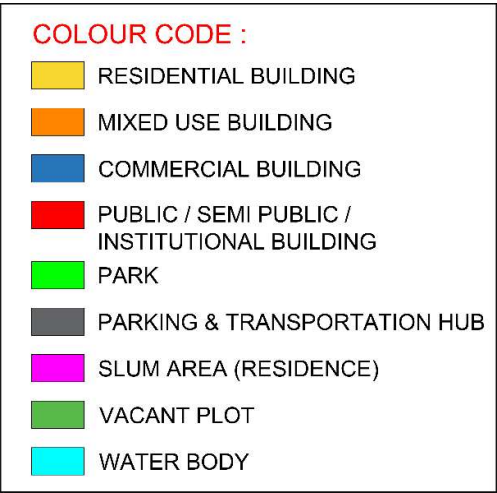 COLOUR CODE :
RESIDENTIAL BUILDING
MIXED USE BUILDING
COMMERCIAL BUILDING
PUBLIC / SEMI PUBLIC /
INSTITUTIONAL BUILDING
PARK
PARKING & TRANSPORTATION HUB
SLUM AREA (RESIDENCE)
VACANT PLOT
WATER BODY